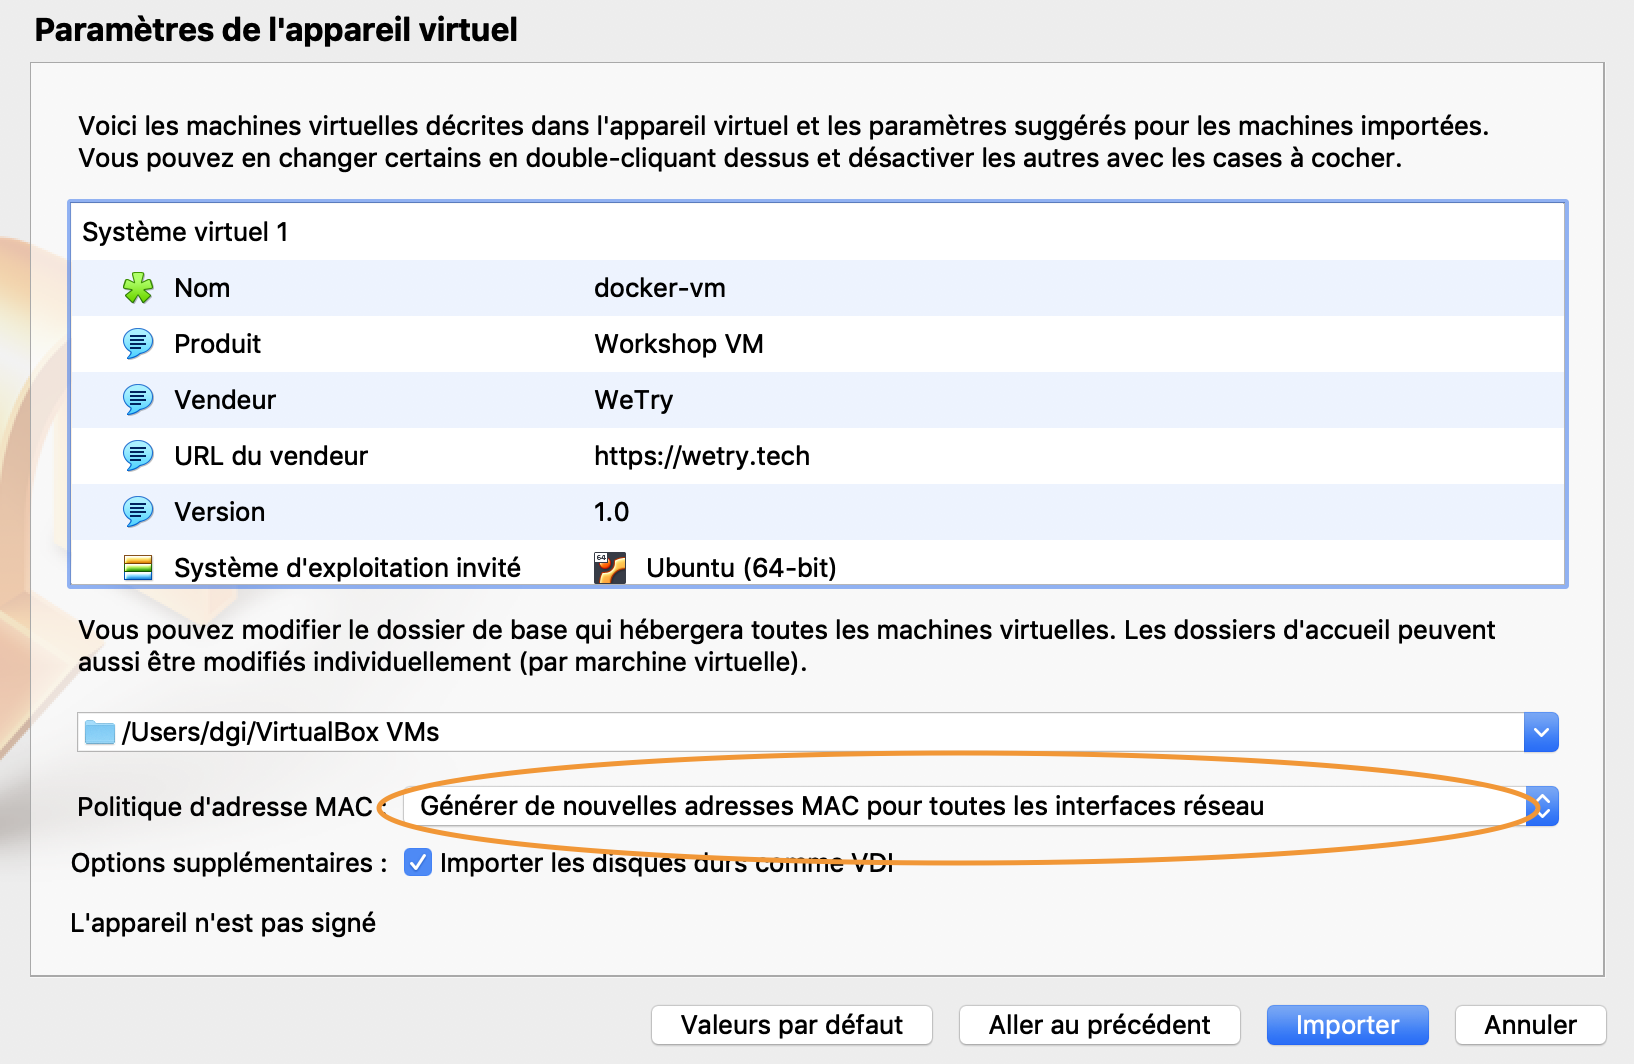 Paramètres de l'appareil virtuel
Voici les machines virtuelles décrites dans l'appareil virtuel et les paramètres suggérés pour les machines importées.
Vous pouvez en changer certains en double-cliquant dessus et désactiver les autres avec les cases à cocher.
Système virtuel 1
Nom docker-vm
Produit Workshop VM
Vendeur WeTry
URL du vendeur https://wetry.tech
Version 1.0
Système d'exploitation invité 64 Ubuntu (64-bit)
Vous pouvez modifier le dossier de base qui hébergera toutes les machines virtuelles. Les dossiers d'accueil peuvent
aussi être modifiés individuellement (par marchine virtuelle).
/Users/dgi/VirtualBox VMs
Politique d'adresse MAC : Générer de nouvelles adresses MAC pour toutes les interfaces réseau
Options supplémentaires : Importer les disques durs comme VDI
L'appareil n'est pas signé
Valeurs par défaut Aller au précédent Importer Annuler